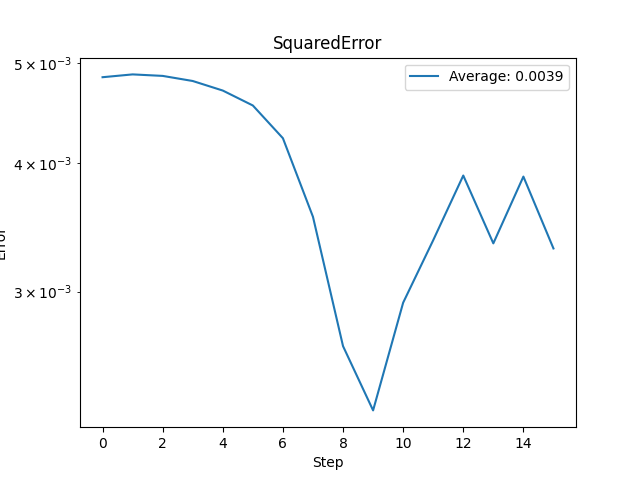 SquaredError
Average: 0.0039
5 × 10⁻³
4 × 10⁻³
3 × 10⁻³
Error
0 2 4 6 8 10 12 14
Step